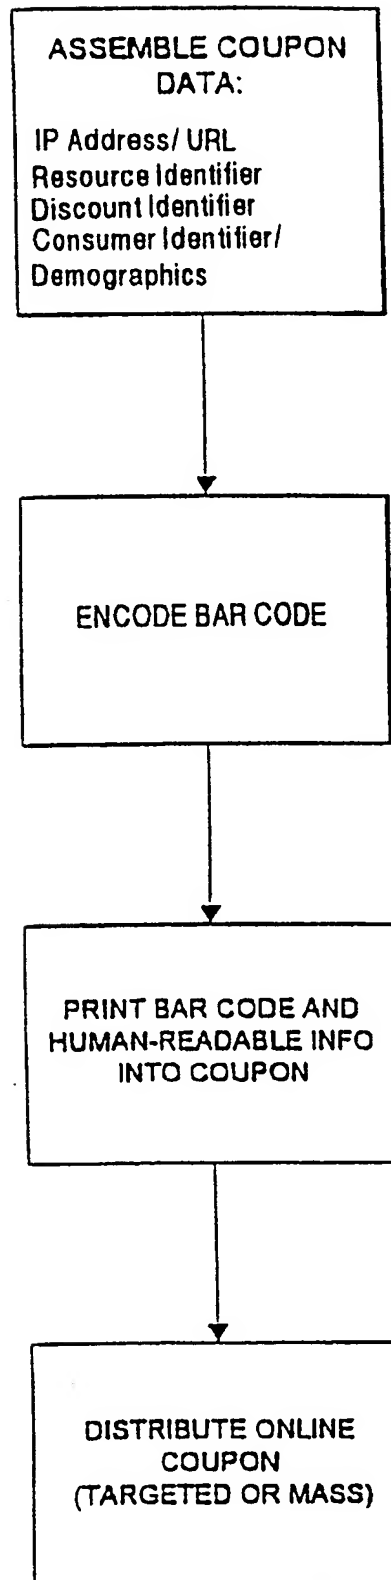 ASSEMBLE COUPON
DATA:
IP Address/ URL
Resource Identifier
Discount Identifier
Consumer Identifier/
Demographics
ENCODE BAR CODE
PRINT BAR CODE AND
HUMAN-READABLE INFO
INTO COUPON
DISTRIBUTE ONLINE
COUPON
(TARGETED OR MASS)